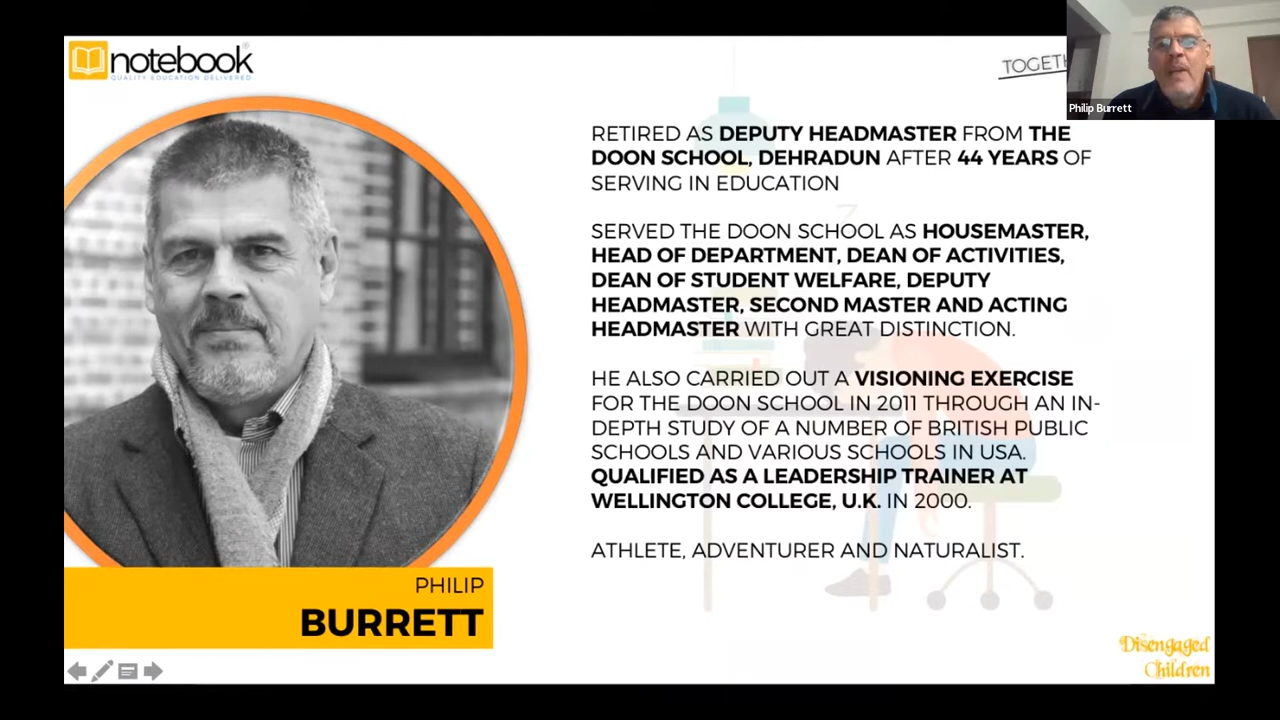 notebook
QUALITY EDUCATION DELIVERED
TOGETH
Philip Burrett
RETIRED AS DEPUTY HEADMASTER FROM THE
DOON SCHOOL, DEHRADUN AFTER 44 YEARS OF
SERVING IN EDUCATION
SERVED THE DOON SCHOOL AS HOUSEMASTER,
HEAD OF DEPARTMENT, DEAN OF ACTIVITIES,
DEAN OF STUDENT WELFARE, DEPUTY
HEADMASTER, SECOND MASTER AND ACTING
HEADMASTER WITH GREAT DISTINCTION.
HE ALSO CARRIED OUT A VISIONING EXERCISE
FOR THE DOON SCHOOL IN 2011 THROUGH AN IN-
DEPTH STUDY OF A NUMBER OF BRITISH PUBLIC
SCHOOLS AND VARIOUS SCHOOLS IN USA.
QUALIFIED AS A LEADERSHIP TRAINER AT
WELLINGTON COLLEGE, U.K. IN 2000.
ATHLETE, ADVENTURER AND NATURALIST.
PHILIP
BURRETT
Disengaged
Children